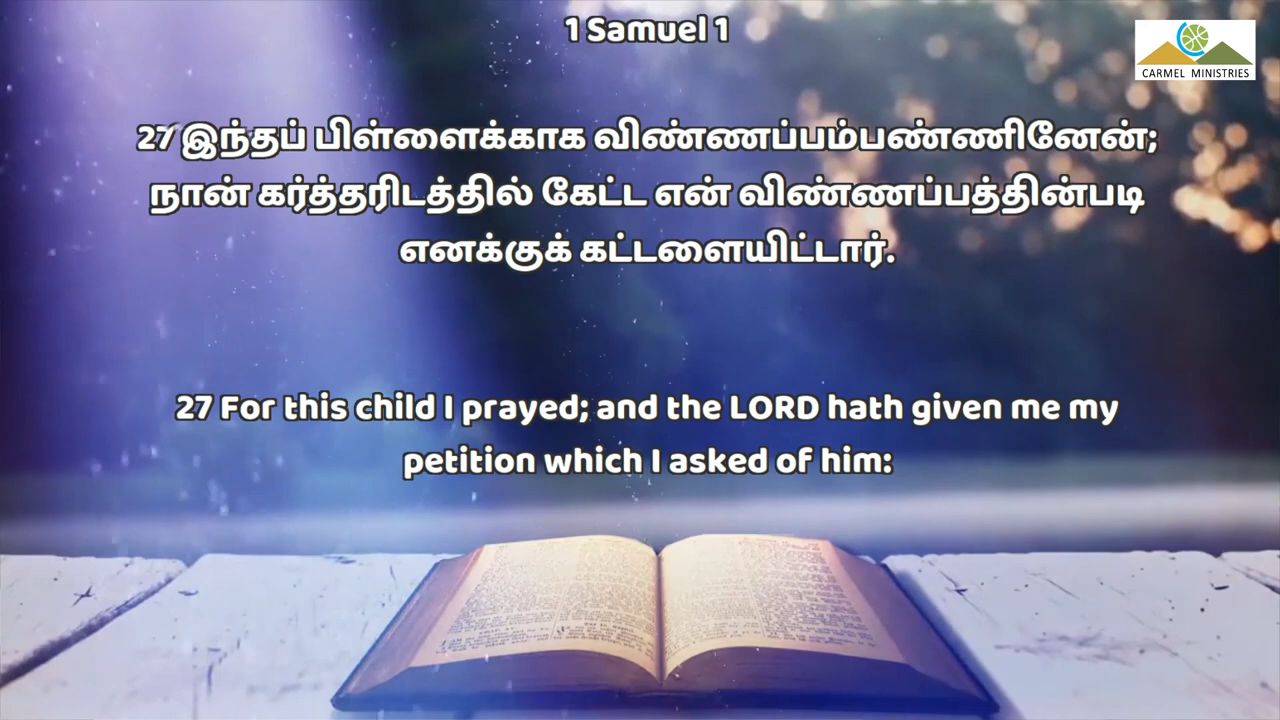 1 Samuel 1
CARMEL MINISTRIES
27 இந்தப் பிள்ளைக்காக விண்ணப்பம்பண்ணினேன்;
நான் கர்த்தரிடத்தில் கேட்ட என் விண்ணப்பத்தின்படி
எனக்குக் கட்டளையிட்டார்.
27 For this child I prayed; and the LORD hath given me my
petition which I asked of him: